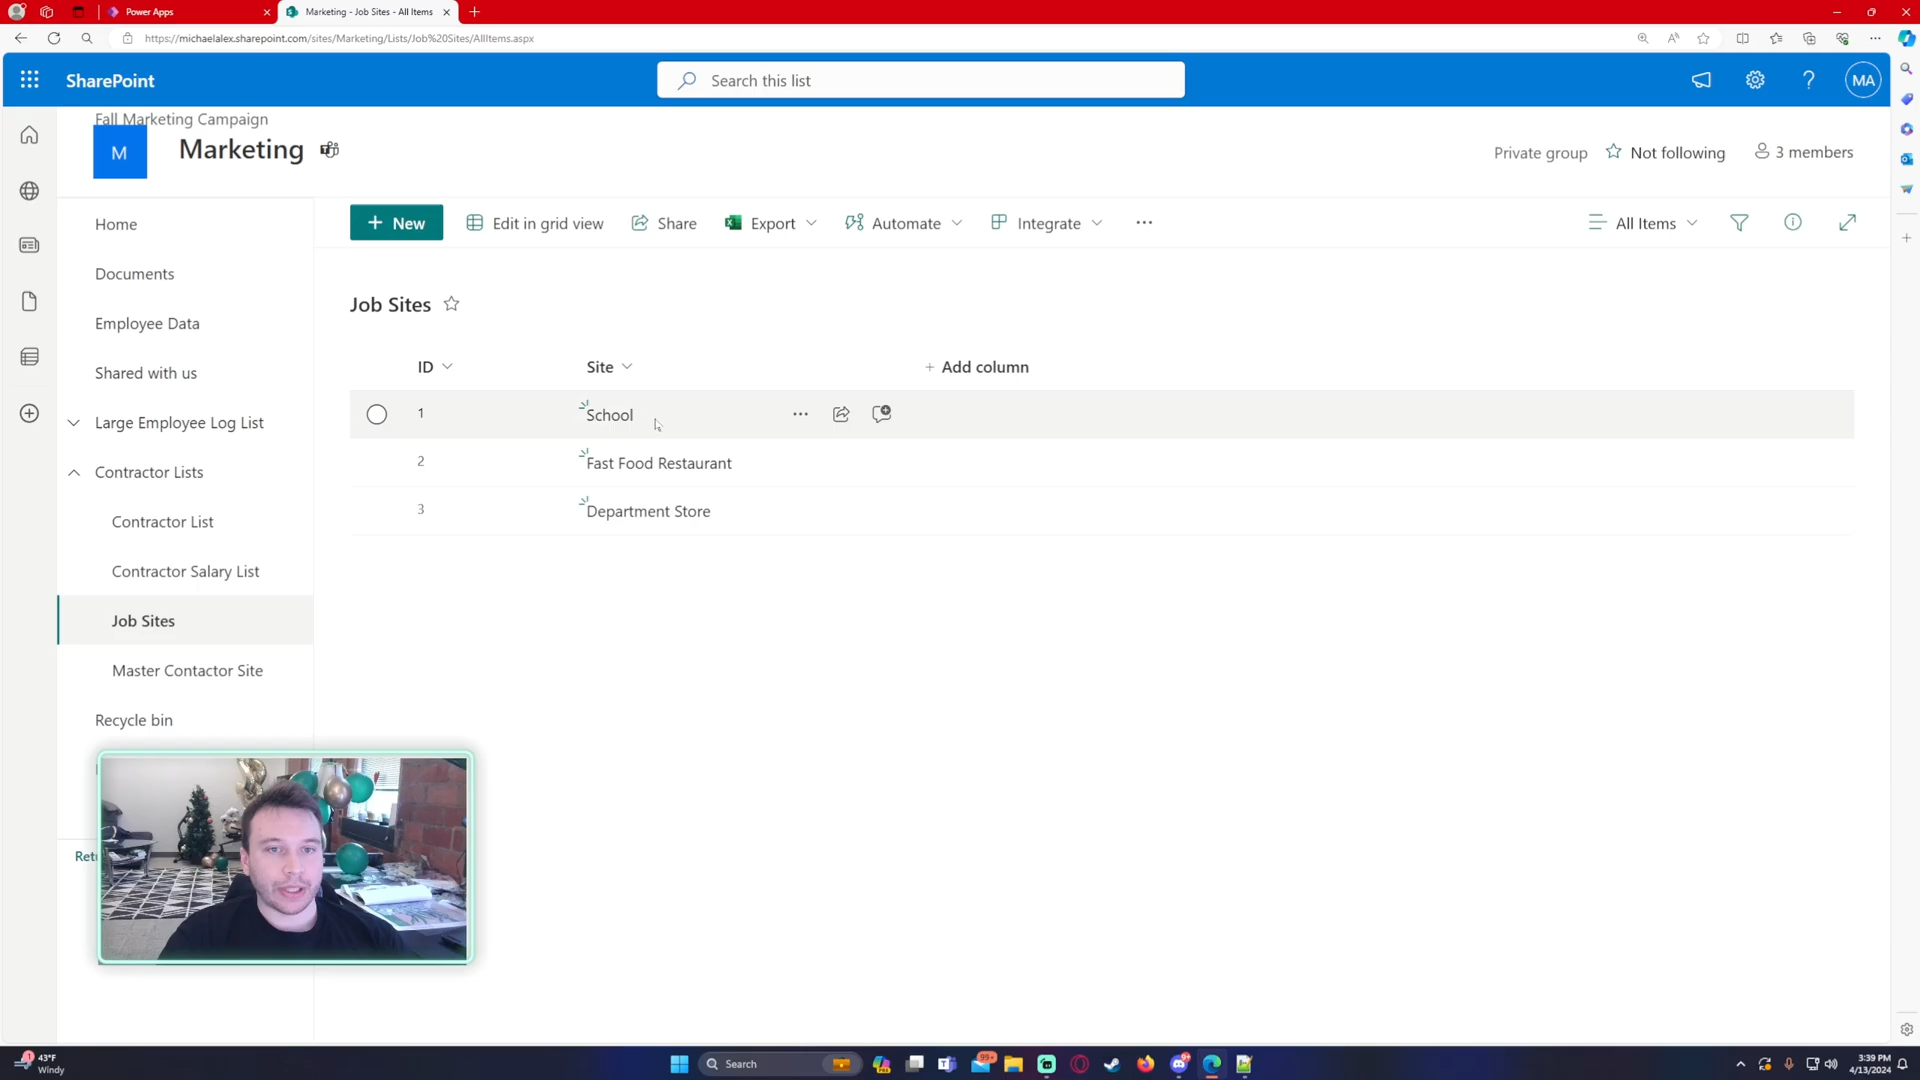 Power Apps
Marketing - Job Sites - All Items
https://michaelalex.sharepoint.com/sites/Marketing/Lists/Job%20Sites/AllItems.aspx
SharePoint
Search this list
MA
Fall Marketing Campaign
M
Marketing
Private group
Not following
3 members
Home
Documents
Employee Data
Shared with us
Large Employee Log List
Contractor Lists
Contractor List
Contractor Salary List
Job Sites
Master Contactor Site
Recycle bin
New
Edit in grid view
Share
Export
Automate
Integrate
All Items
Job Sites
ID
Site
Add column
1
School
2
Fast Food Restaurant
3
Department Store
43°F
Windy
Search
99+
3:39 PM
4/13/2024